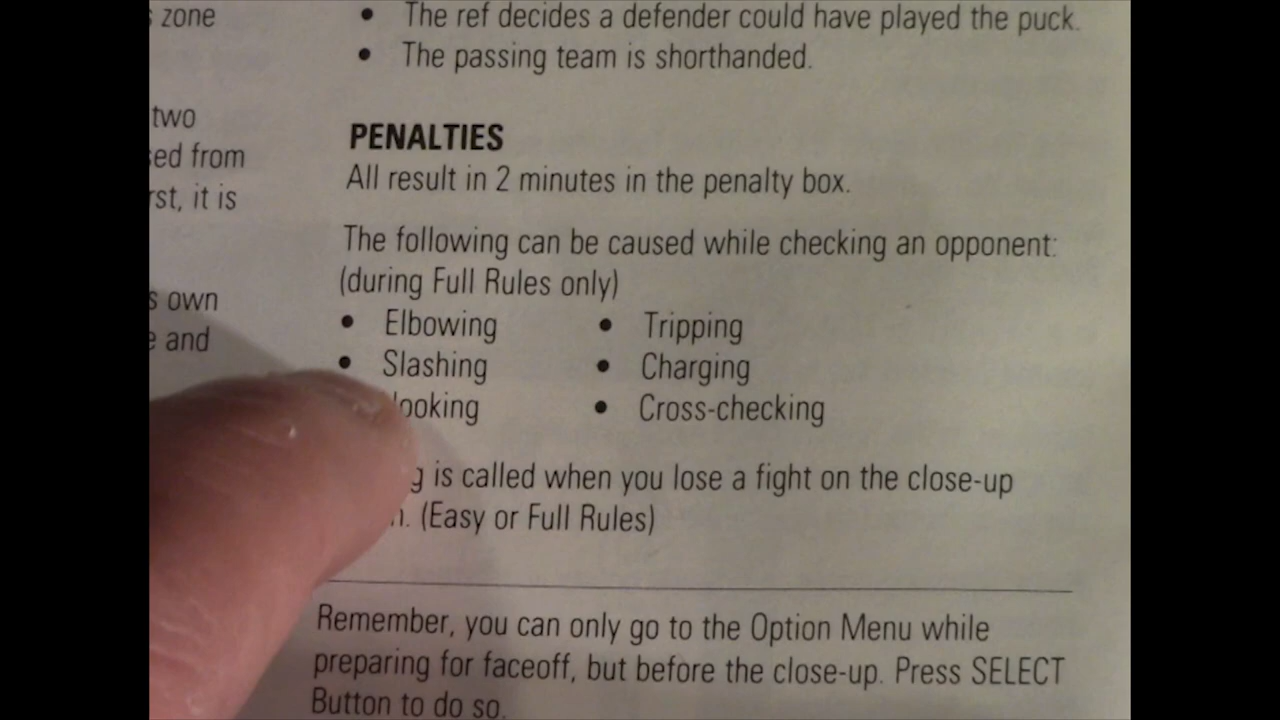 s zone
two
sed from
rst, it is
s own
e and
• The ref decides a defender could have played the puck.
• The passing team is shorthanded.
PENALTIES
All result in 2 minutes in the penalty box.
The following can be caused while checking an opponent:
(during Full Rules only)
• Elbowing • Tripping
• Slashing • Charging
ooking • Cross-checking
g is called when you lose a fight on the close-up
n. (Easy or Full Rules)
Remember, you can only go to the Option Menu while
preparing for faceoff, but before the close-up. Press SELECT
Button to do so.